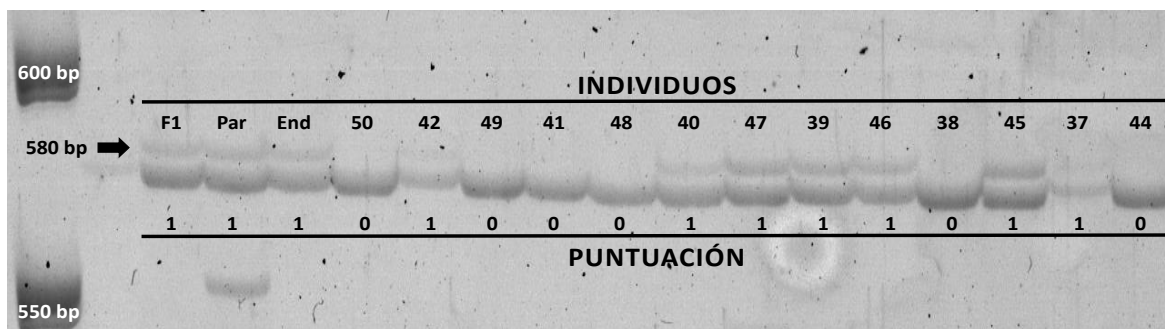 600 bp
INDIVIDUOS
F1 Par End 50 42 49 41 48 40 47 39 46 38 45 37 44
580 bp
1 1 1 0 1 0 0 0 1 1 1 1 0 1 1 0
PUNTUACIÓN
550 bp